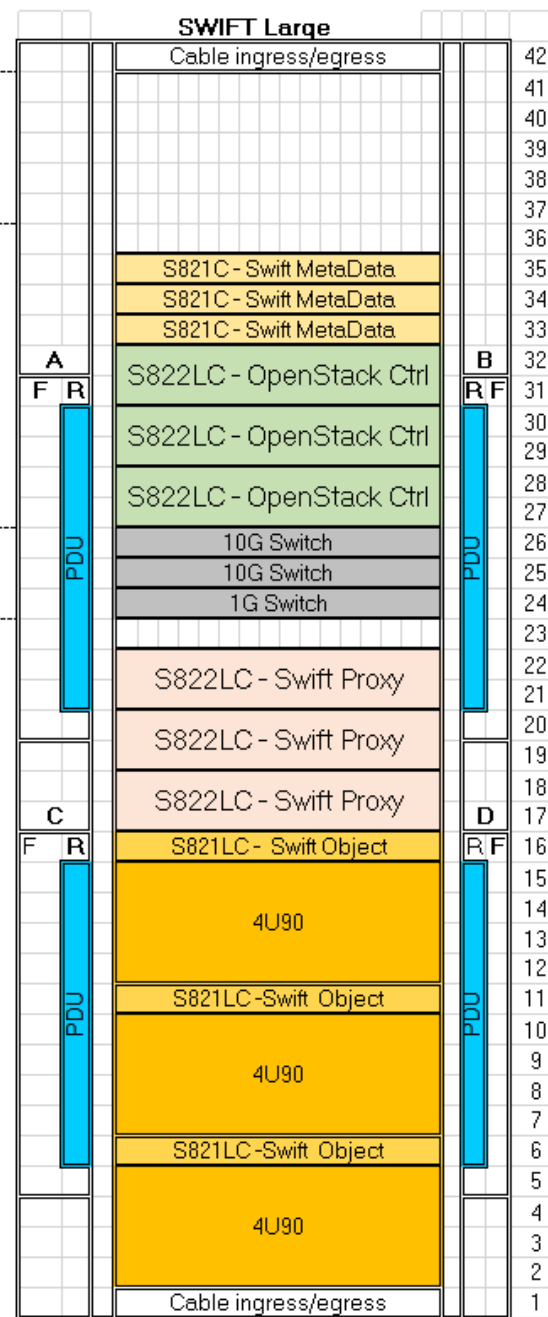 SWIFT Large
Cable ingress/egress 42
41
40
39
38
37
36
S821C - Swift MetaData 35
S821C - Swift MetaData 34
S821C - Swift MetaData 33
A S822LC - OpenStack Ctrl B 32
F R R F 31
S822LC - OpenStack Ctrl 30
29
S822LC - OpenStack Ctrl 28
27
10G Switch 26
PDU 10G Switch PDU 25
1G Switch 24
23
S822LC - Swift Proxy 22
21
S822LC - Swift Proxy 20
19
S822LC - Swift Proxy 18
C D 17
F R S821LC - Swift Object R F 16
15
4U90 14
13
12
S821LC -Swift Object 11
PDU PDU 10
4U90 9
8
7
S821LC -Swift Object 6
5
4U90 4
3
2
Cable ingress/egress 1